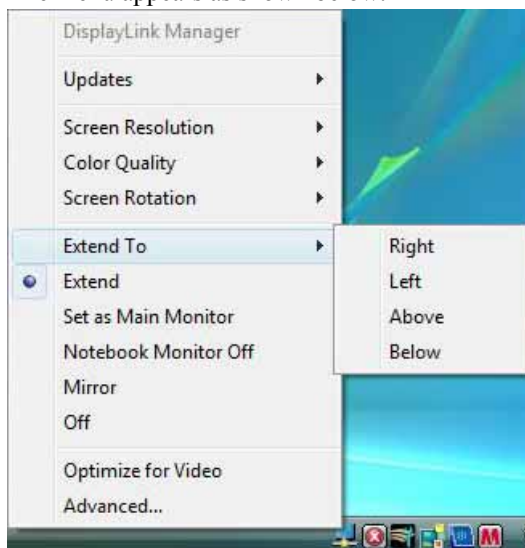 DisplayLink Manager
Updates
Screen Resolution
Color Quality
Screen Rotation
Extend To
Right
Extend
Left
Set as Main Monitor
Above
Notebook Monitor Off
Below
Mirror
Off
Optimize for Video
Advanced...
M